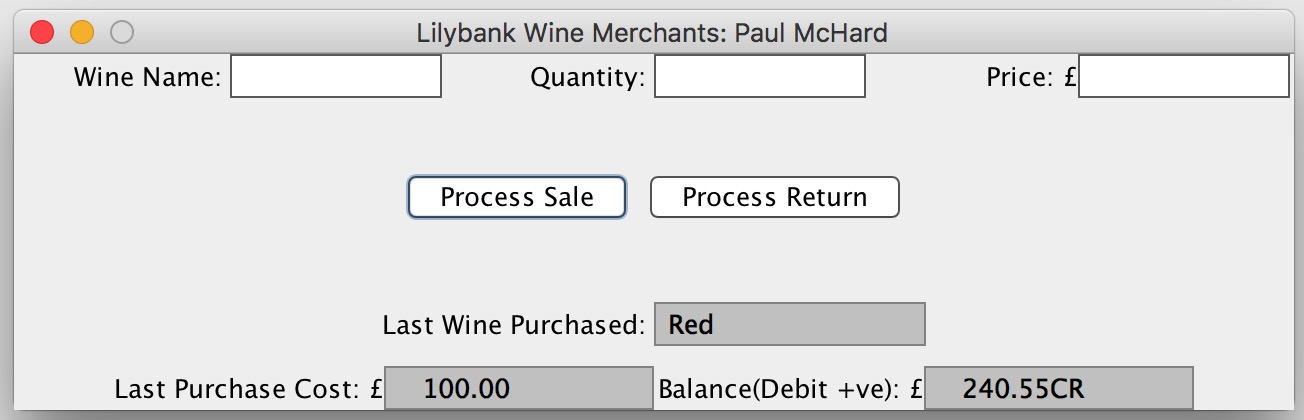 Lilybank Wine Merchants: Paul McHard
Wine Name: Quantity: Price: £
Process Sale Process Return
Last Wine Purchased: Red
Last Purchase Cost: £ 100.00 Balance(Debit +ve): £ 240.55CR